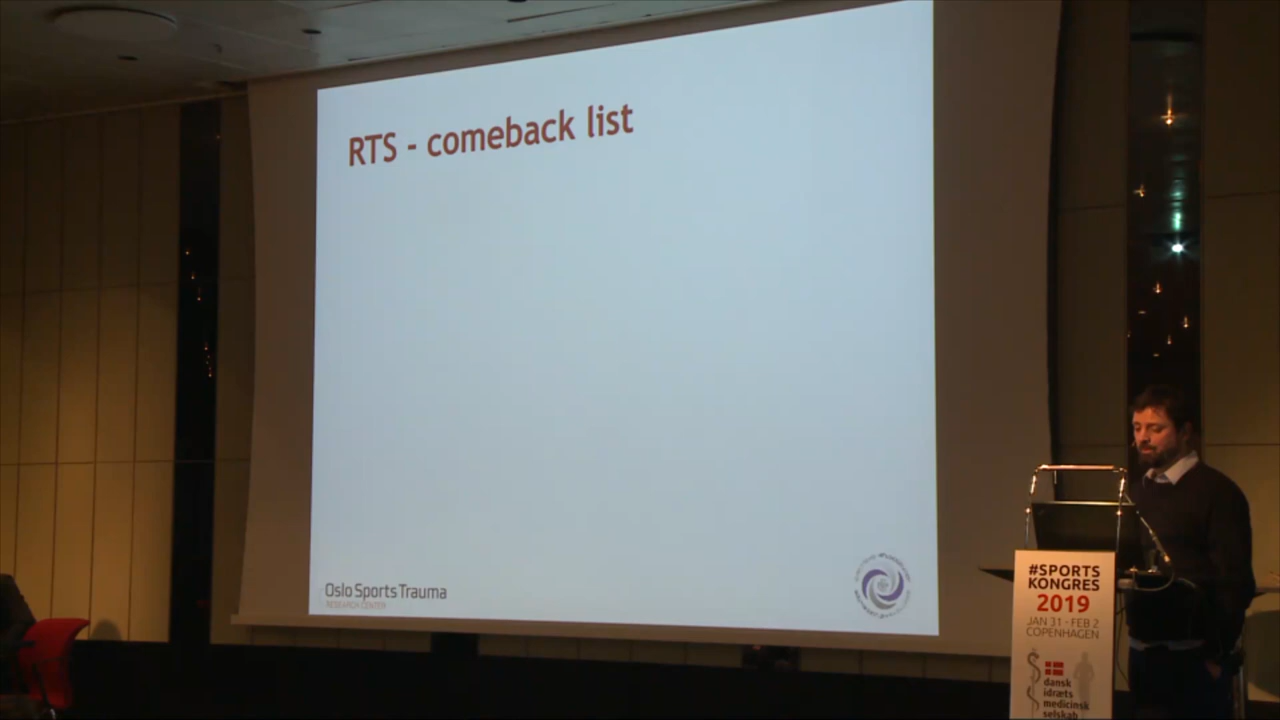 RTS - comeback list
Oslo Sports Trauma
RESEARCH CENTER
#SPORTS
KONGRES
2019
JAN 31 - FEB 2
COPENHAGEN
dansk
idræts
medicinsk
selskab